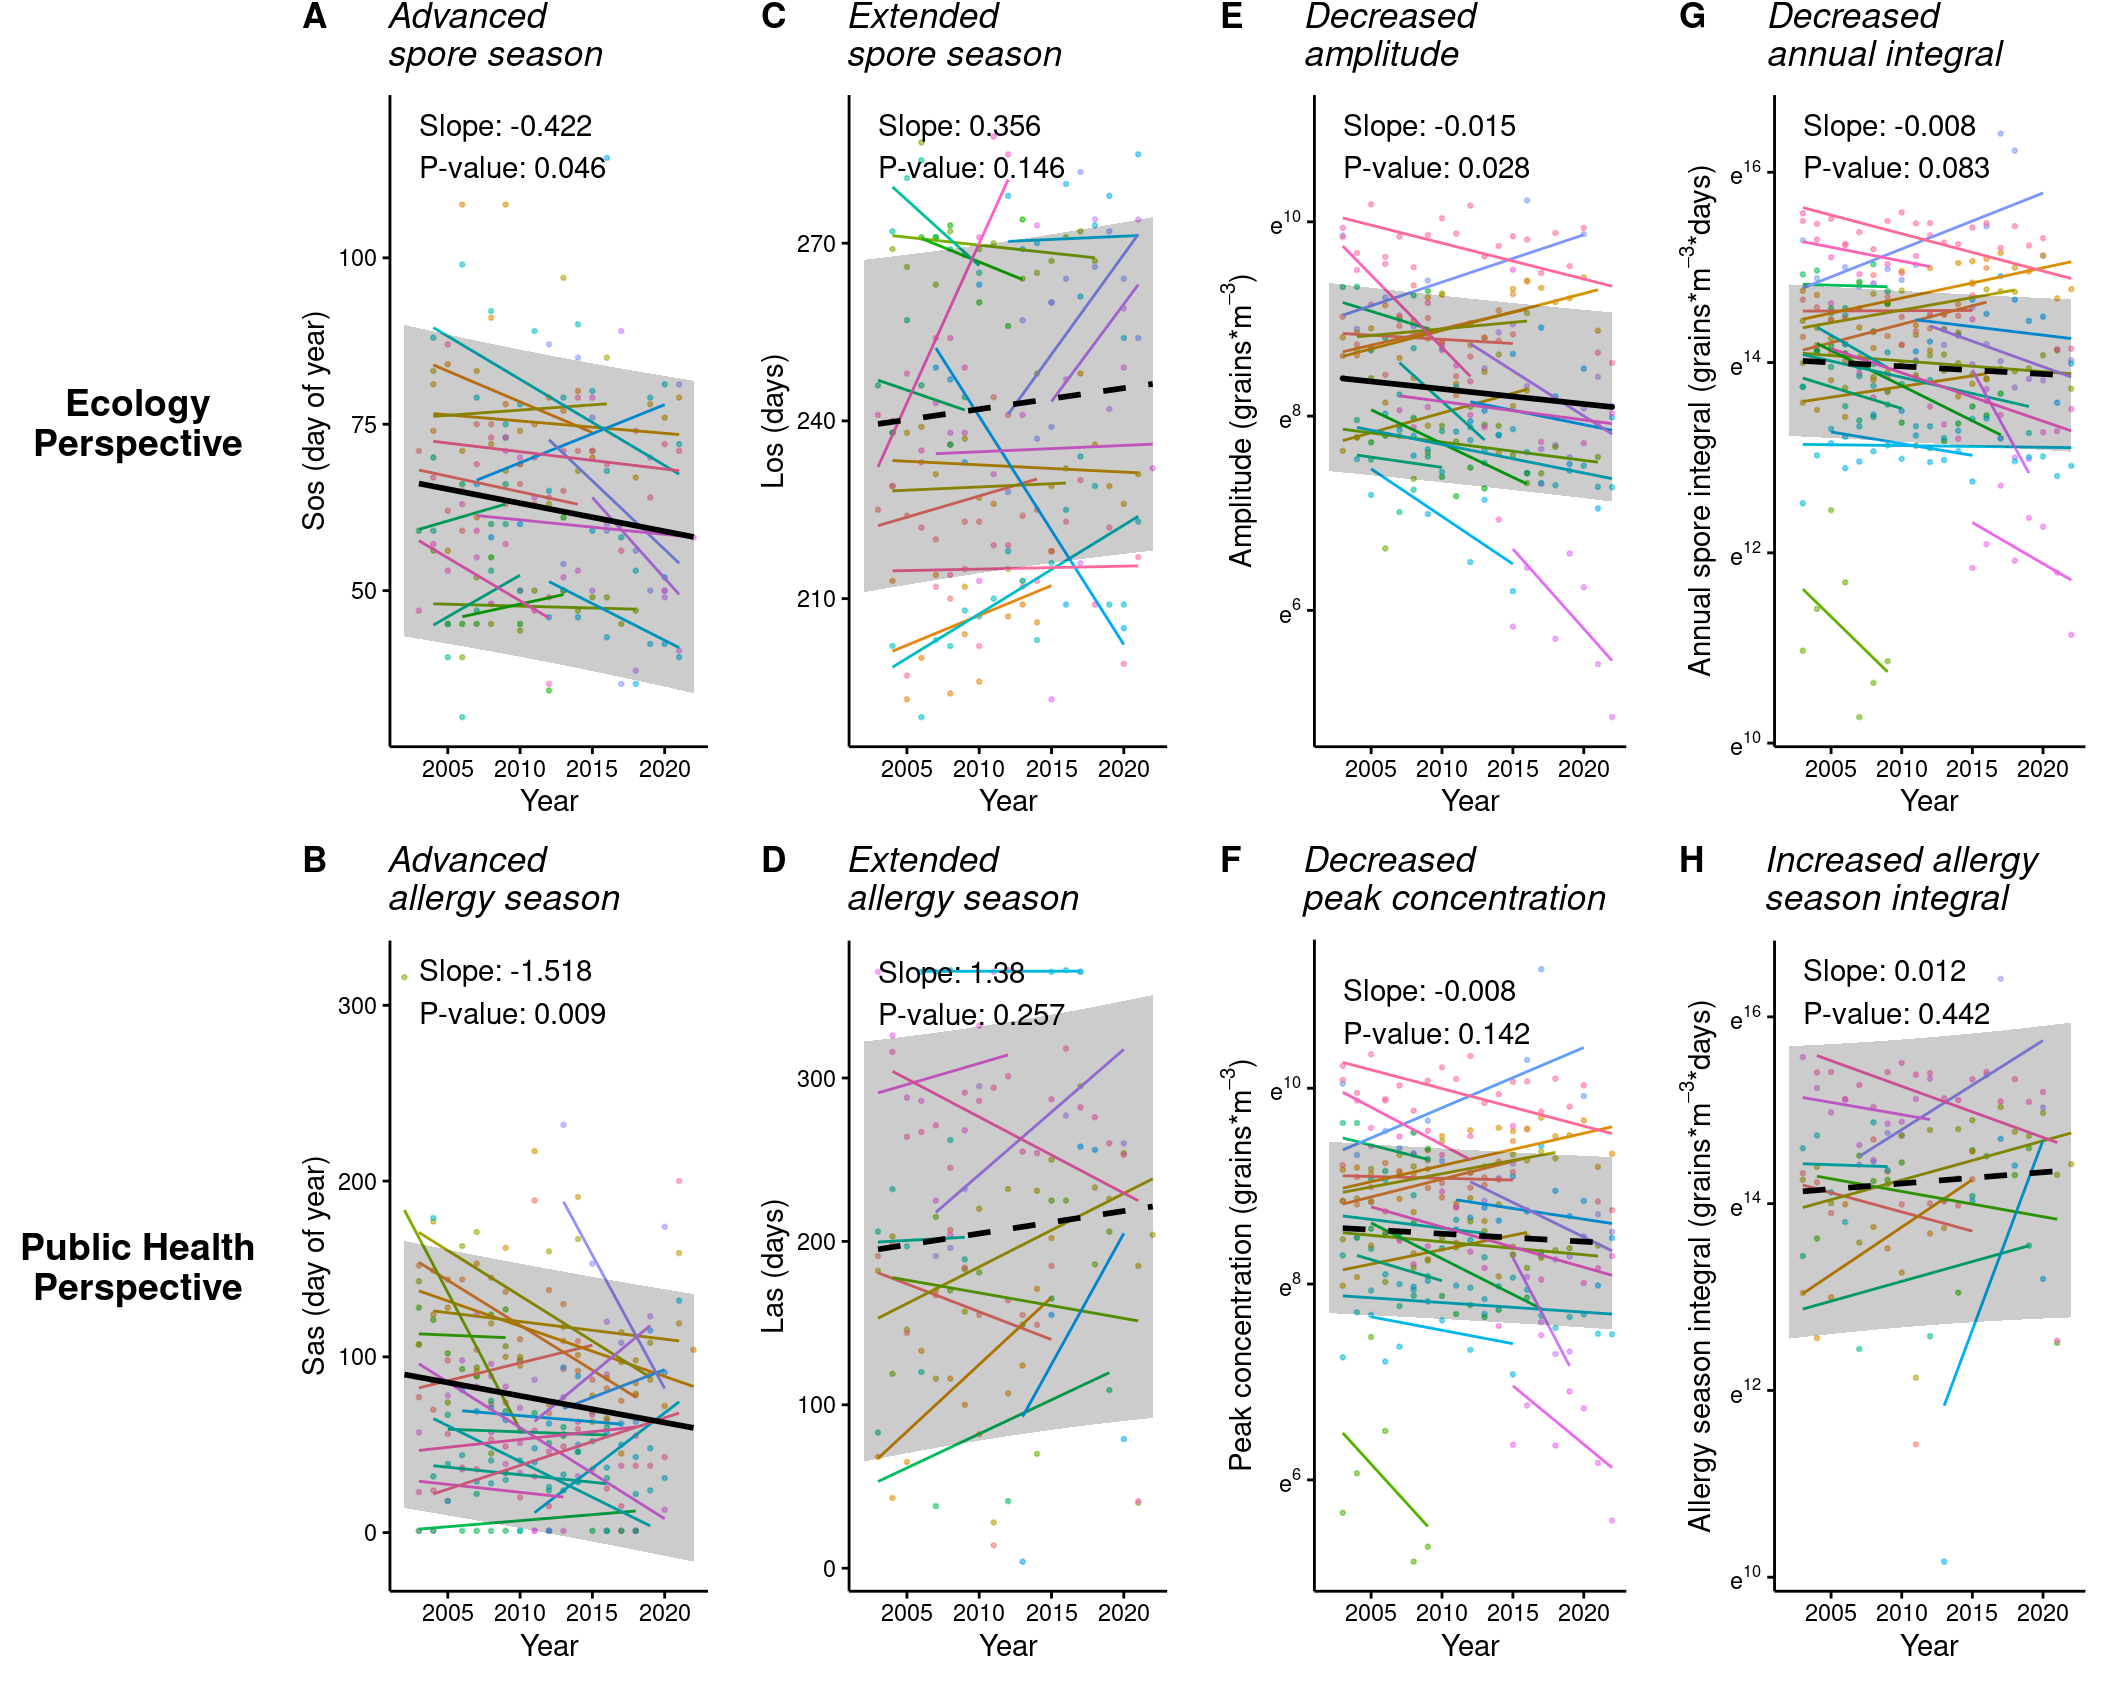 A
Advanced
spore season
Slope: -0.422
P-value: 0.046
Sos (day of year)
100
75
50
2005 2010 2015 2020
Year
C
Extended
spore season
Slope: 0.356
P-value: 0.146
Los (days)
270
240
210
2005 2010 2015 2020
Year
E
Decreased
amplitude
Slope: -0.015
P-value: 0.028
Amplitude (grains*m⁻³)
e¹⁰
e⁸
e⁶
2005 2010 2015 2020
Year
G
Decreased
annual integral
Slope: -0.008
P-value: 0.083
Annual spore integral (grains*m⁻³*days)
e¹⁶
e¹⁴
e¹²
e¹⁰
2005 2010 2015 2020
Year
Ecology
Perspective
B
Advanced
allergy season
Slope: -1.518
P-value: 0.009
Sas (day of year)
300
200
100
0
2005 2010 2015 2020
Year
D
Extended
allergy season
Slope: 1.38
P-value: 0.257
Las (days)
300
200
100
0
2005 2010 2015 2020
Year
F
Decreased
peak concentration
Slope: -0.008
P-value: 0.142
Peak concentration (grains*m⁻³)
e¹⁰
e⁸
e⁶
2005 2010 2015 2020
Year
H
Increased allergy
season integral
Slope: 0.012
P-value: 0.442
Allergy season integral (grains*m⁻³*days)
e¹⁶
e¹⁴
e¹²
e¹⁰
2005 2010 2015 2020
Year
Public Health
Perspective